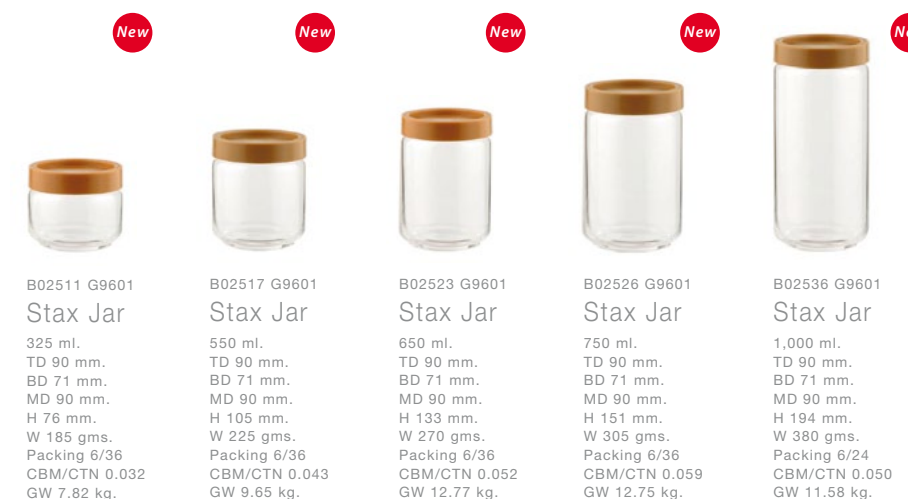 New
New
New
New
B02511 G9601
Stax Jar
325 ml.
TD 90 mm.
BD 71 mm.
MD 90 mm.
H 76 mm.
W 185 gms.
Packing 6/36
CBM/CTN 0.032
GW 7.82 kg.
B02517 G9601
Stax Jar
550 ml.
TD 90 mm.
BD 71 mm.
MD 90 mm.
H 105 mm.
W 225 gms.
Packing 6/36
CBM/CTN 0.043
GW 9.65 kg.
B02523 G9601
Stax Jar
650 ml.
TD 90 mm.
BD 71 mm.
MD 90 mm.
H 133 mm.
W 270 gms.
Packing 6/36
CBM/CTN 0.052
GW 12.77 kg.
B02526 G9601
Stax Jar
750 ml.
TD 90 mm.
BD 71 mm.
MD 90 mm.
H 151 mm.
W 305 gms.
Packing 6/36
CBM/CTN 0.059
GW 12.75 kg.
B02536 G9601
Stax Jar
1,000 ml.
TD 90 mm.
BD 71 mm.
MD 90 mm.
H 194 mm.
W 380 gms.
Packing 6/24
CBM/CTN 0.050
GW 11.58 kg.